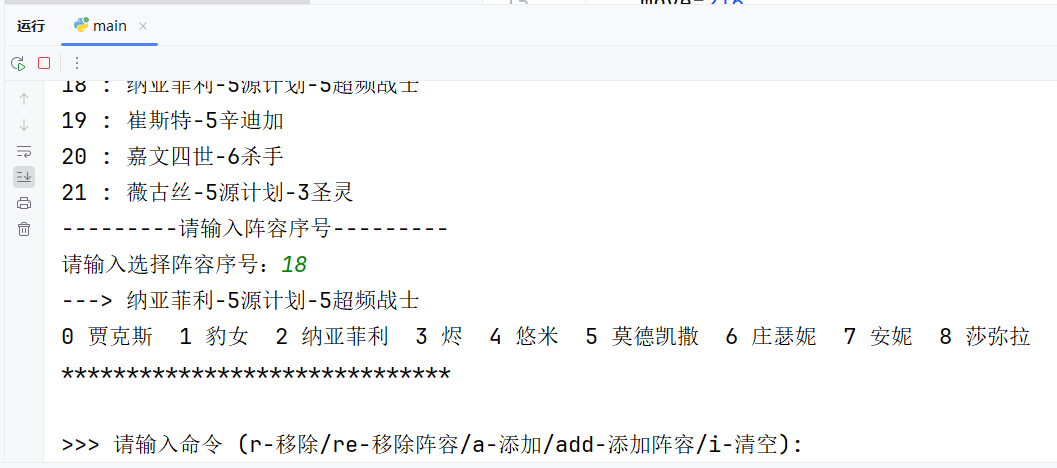 运行 main ×
18 : 纳亚菲利-5源计划-5超频战士
19 : 崔斯特-5辛迪加
20 : 嘉文四世-6杀手
21 : 薇古丝-5源计划-3圣灵
---------请输入阵容序号---------
请输入选择阵容序号：18
---> 纳亚菲利-5源计划-5超频战士
0 贾克斯  1 豹女  2 纳亚菲利  3 烬  4 悠米  5 莫德凯撒  6 庄瑟妮  7 安妮  8 莎弥拉
******************************
>>> 请输入命令 (r-移除/re-移除阵容/a-添加/add-添加阵容/i-清空):